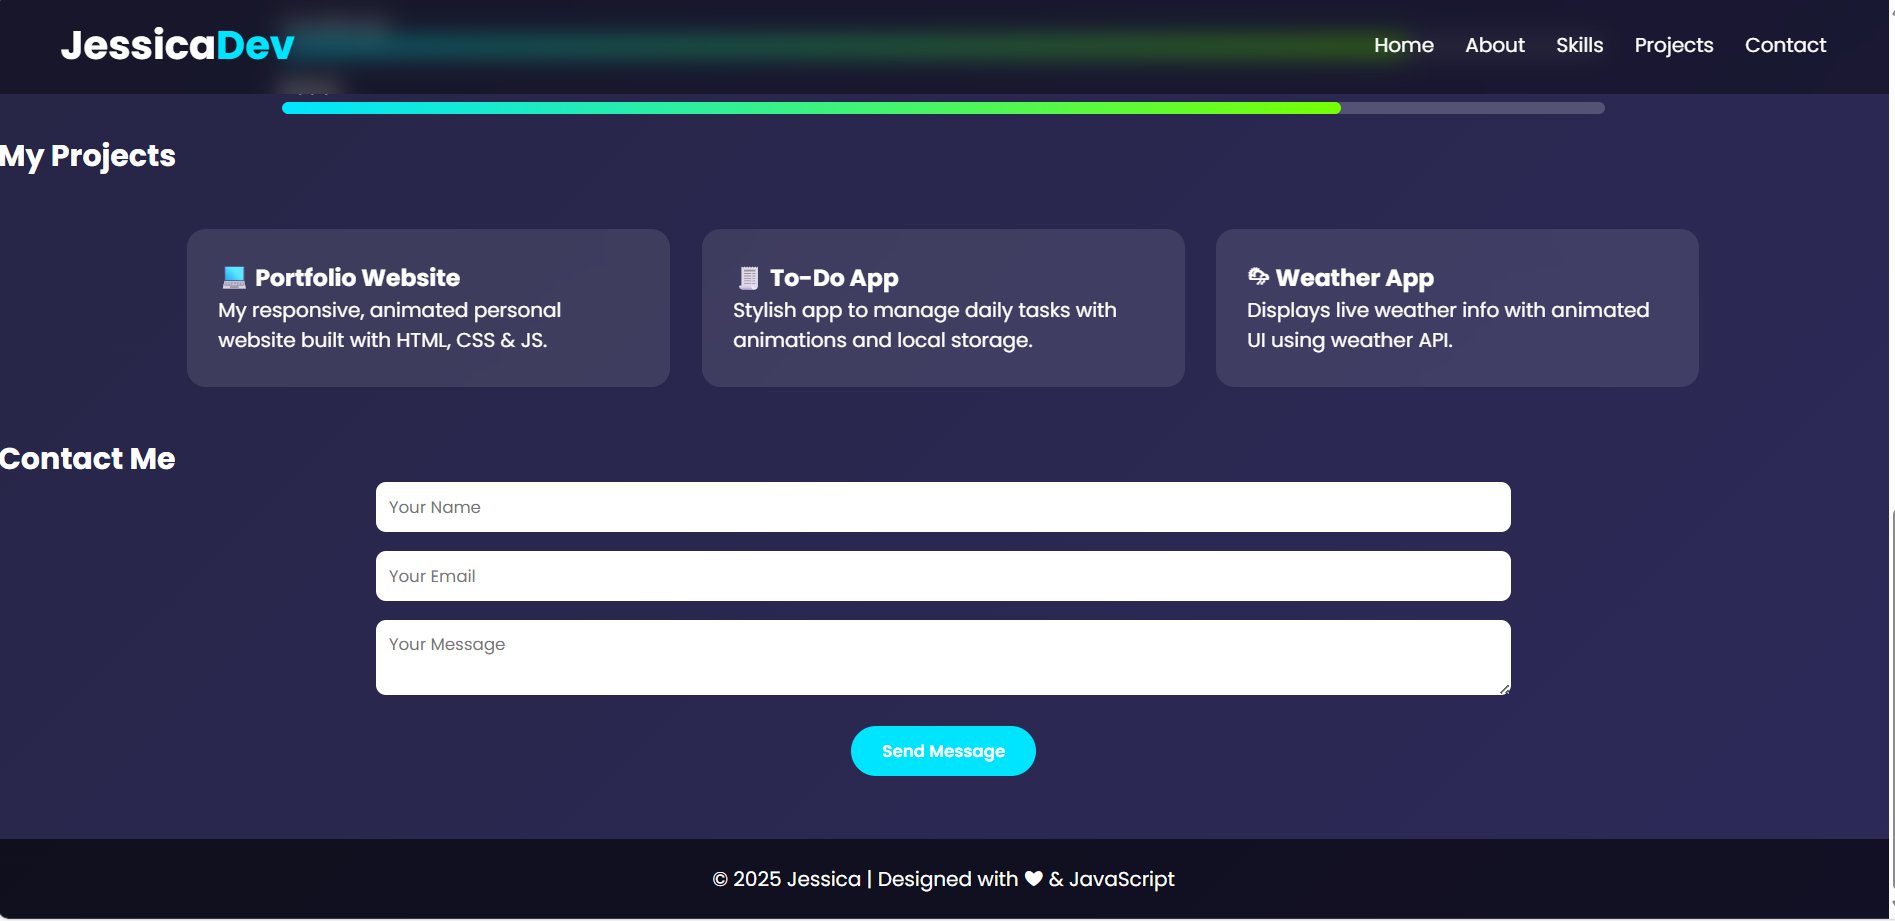 JessicaDev
Home About Skills Projects Contact
My Projects
💻 Portfolio Website
My responsive, animated personal
website built with HTML, CSS & JS.
🧾 To-Do App
Stylish app to manage daily tasks with
animations and local storage.
🌦 Weather App
Displays live weather info with animated
UI using weather API.
Contact Me
Your Name
Your Email
Your Message
Send Message
© 2025 Jessica | Designed with ❤ & JavaScript